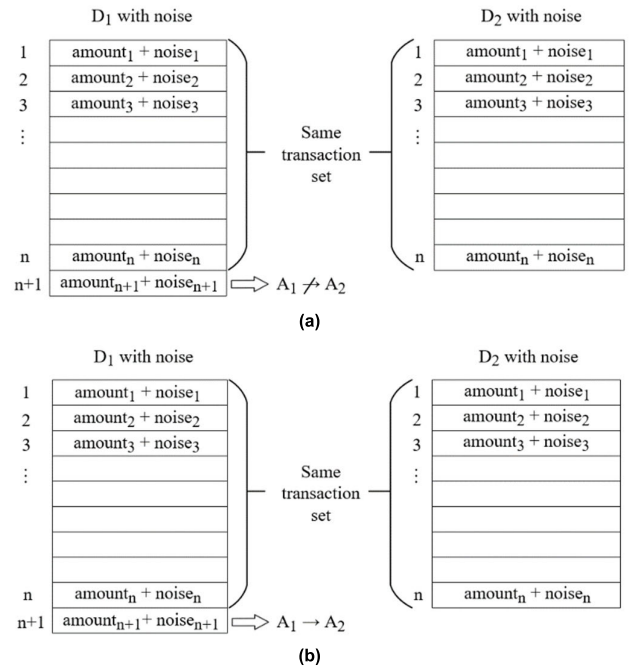 D₁ with noise
D₂ with noise
1 amount₁ + noise₁
2 amount₂ + noise₂
3 amount₃ + noise₃
⋮
n amountₙ + noiseₙ
n+1 amountₙ₊₁+ noiseₙ₊₁
A₁ ↛ A₂
Same
transaction
set
1 amount₁ + noise₁
2 amount₂ + noise₂
3 amount₃ + noise₃
⋮
n amountₙ + noiseₙ
(a)
D₁ with noise
D₂ with noise
1 amount₁ + noise₁
2 amount₂ + noise₂
3 amount₃ + noise₃
⋮
n amountₙ + noiseₙ
n+1 amountₙ₊₁+ noiseₙ₊₁
A₁ → A₂
Same
transaction
set
1 amount₁ + noise₁
2 amount₂ + noise₂
3 amount₃ + noise₃
⋮
n amountₙ + noiseₙ
(b)